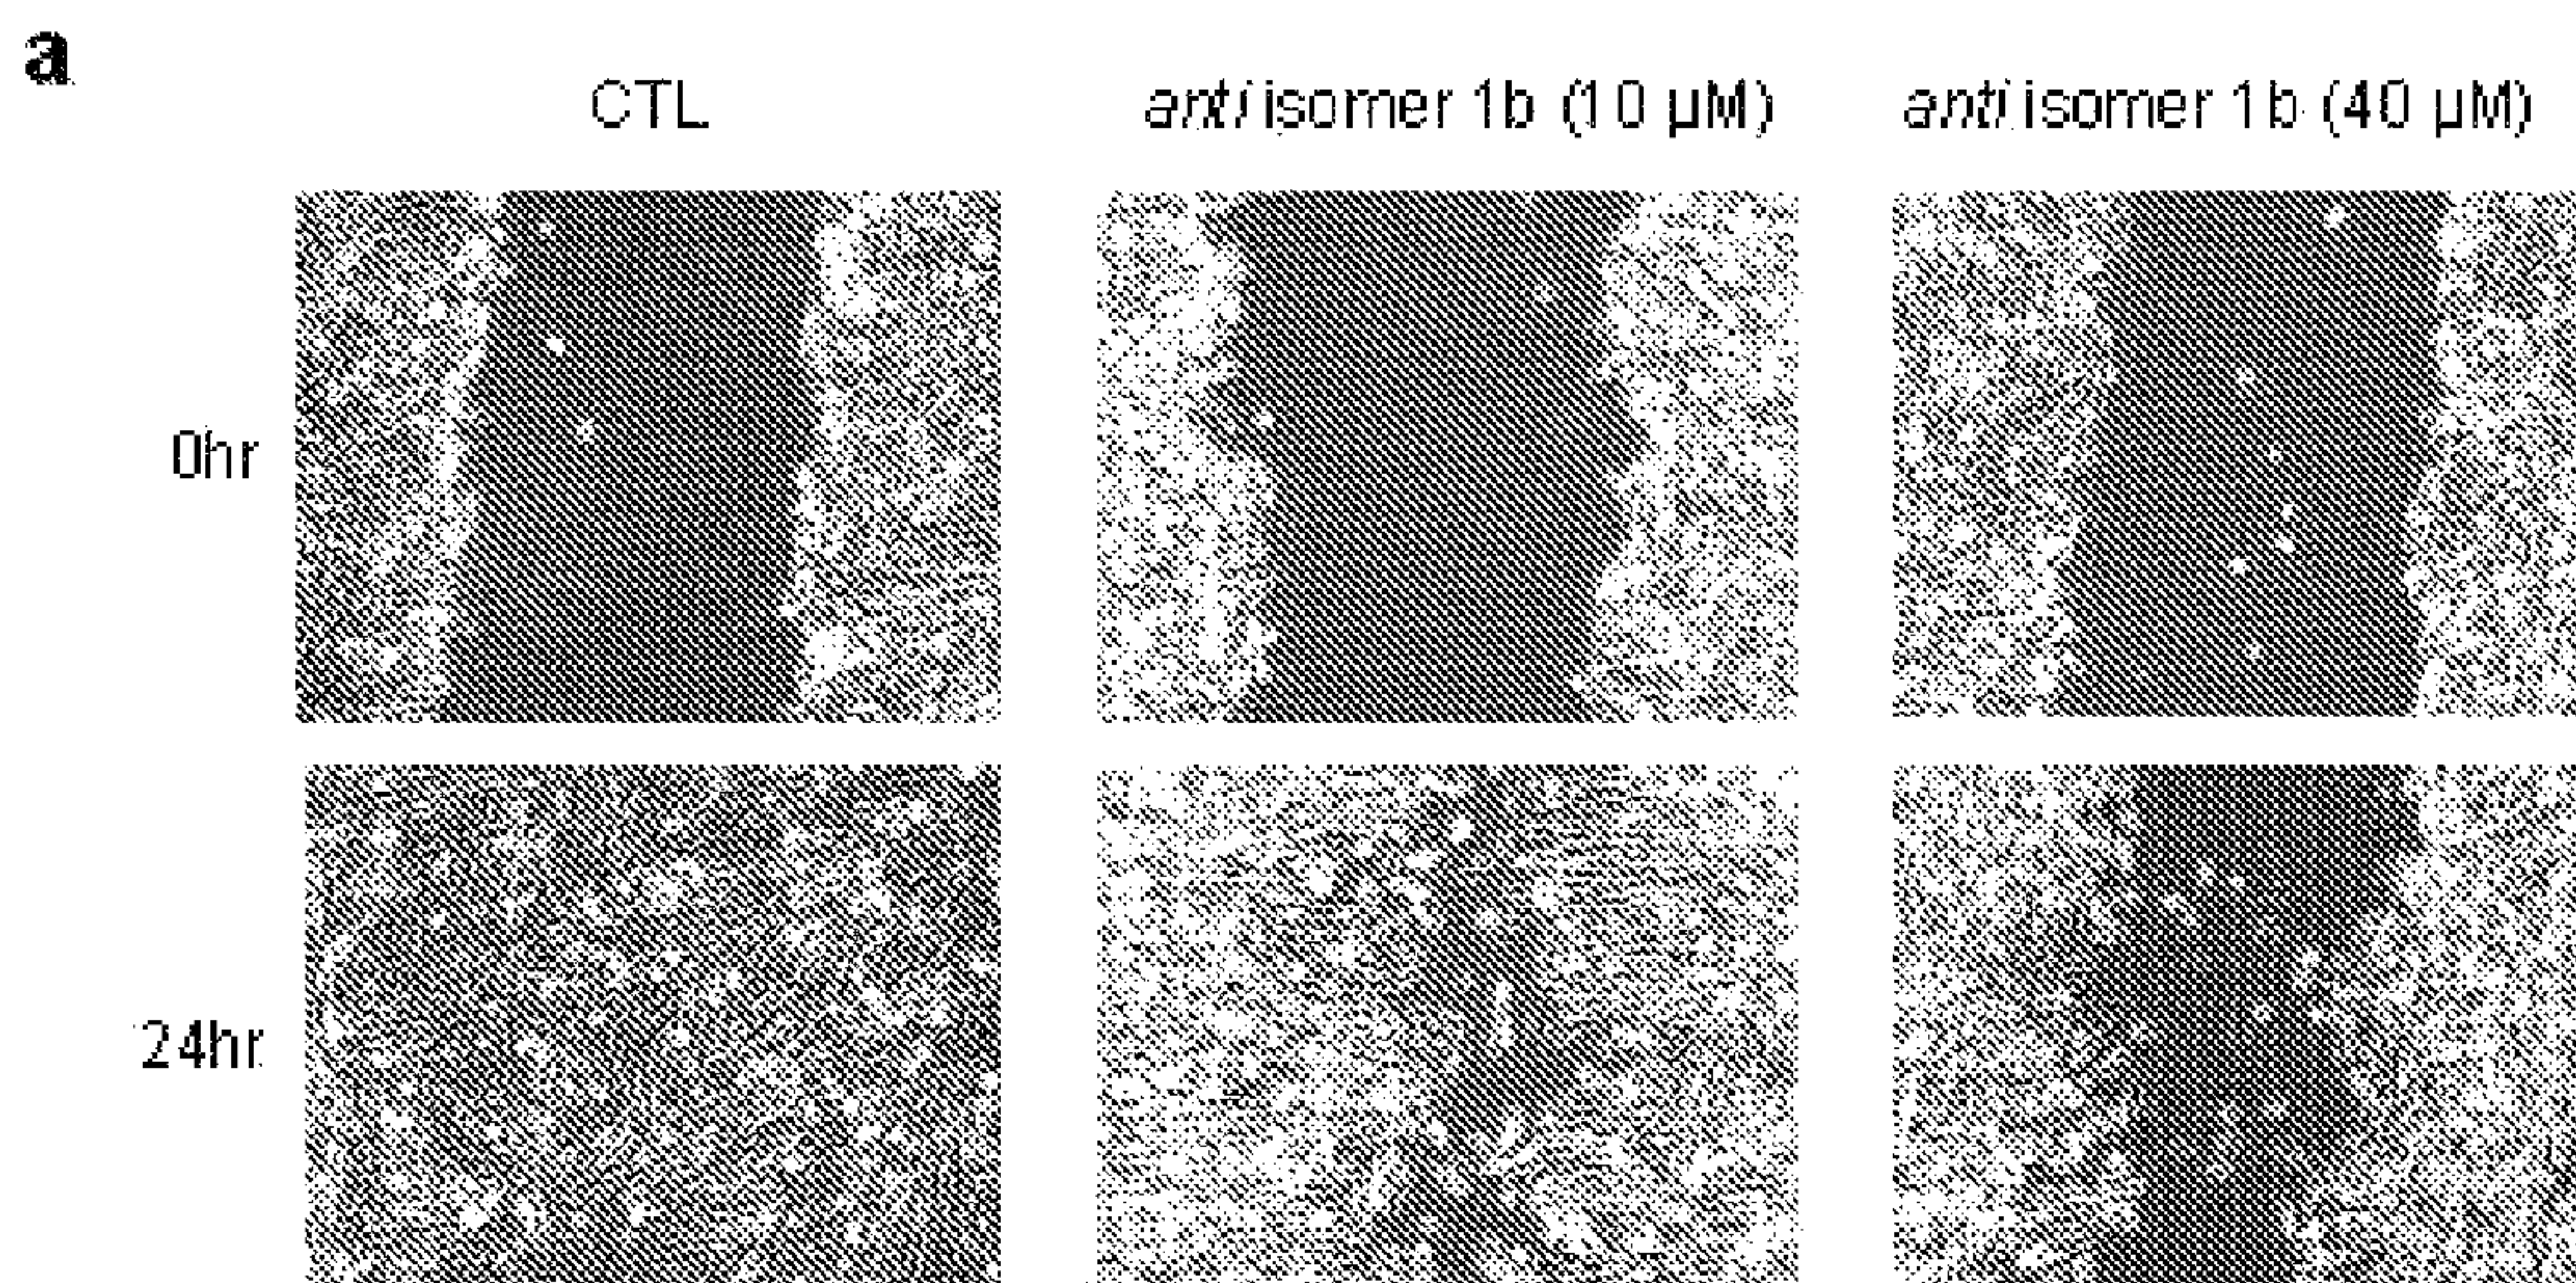 a
CTL
anti isomer 1b (10 µM)
anti isomer 1b (40 µM)
0hr
24hr